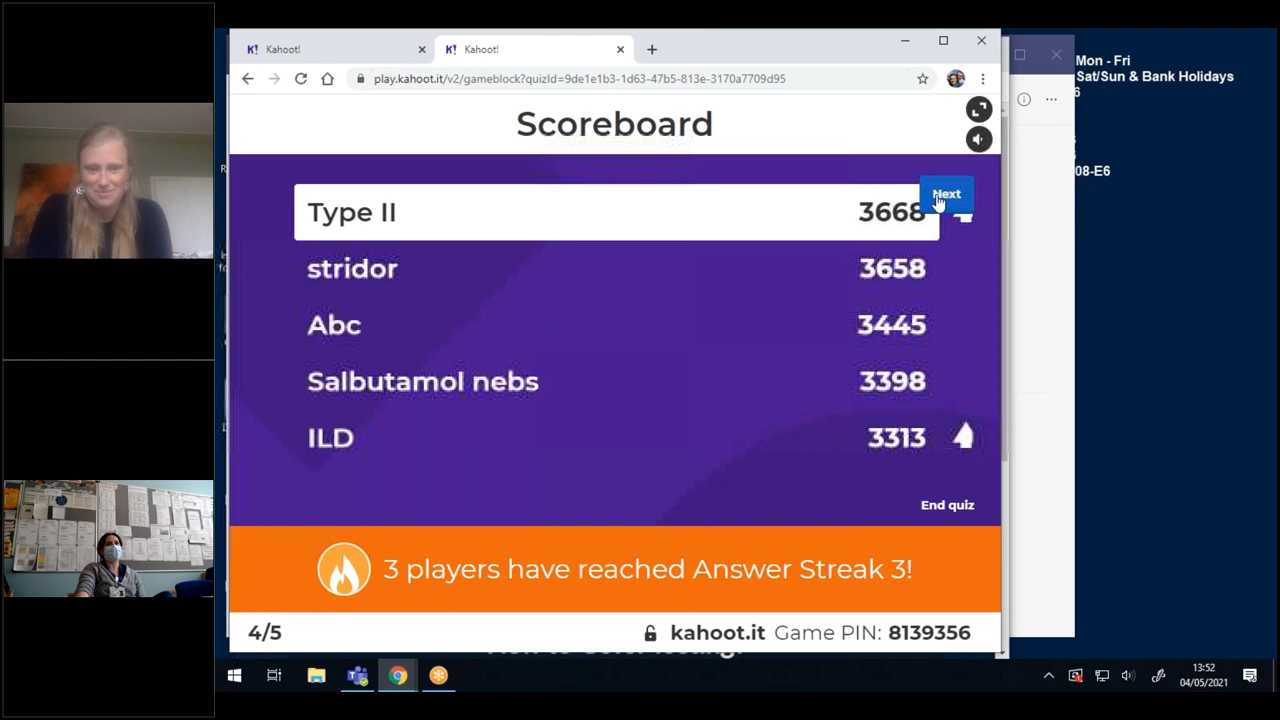 Kahoot!
Kahoot!
play.kahoot.it/v2/gameblock?quizId=9de1e1b3-1d63-47b5-813e-3170a7709d95
Mon - Fri
Sat/Sun & Bank Holidays
6
08-E6
Scoreboard
Next
Type II 3668
stridor 3658
Abc 3445
Salbutamol nebs 3398
ILD 3313
End quiz
3 players have reached Answer Streak 3!
4/5
kahoot.it Game PIN: 8139356
13:52
04/05/2021